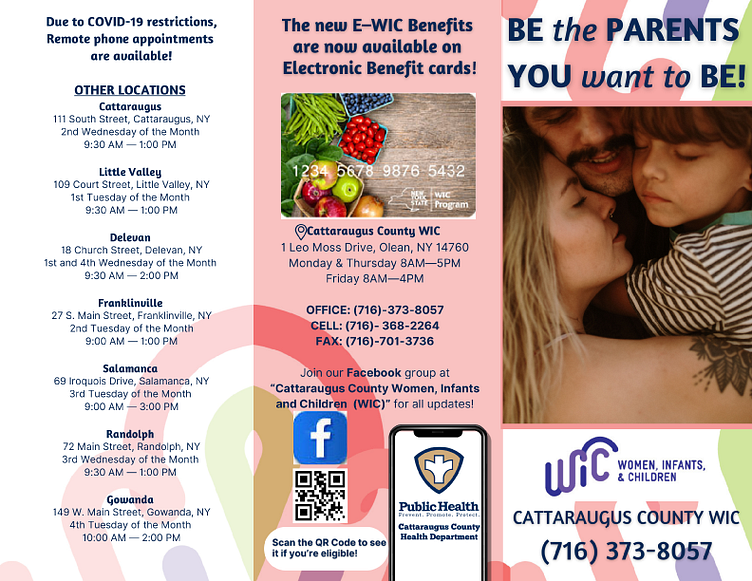 Due to COVID-19 restrictions,
Remote phone appointments
are available!
OTHER LOCATIONS
Cattaraugus
111 South Street, Cattaraugus, NY
2nd Wednesday of the Month
9:30 AM — 1:00 PM
Little Valley
109 Court Street, Little Valley, NY
1st Tuesday of the Month
9:30 AM — 1:00 PM
Delevan
18 Church Street, Delevan, NY
1st and 4th Wednesday of the Month
9:30 AM — 2:00 PM
Franklinville
27 S. Main Street, Franklinville, NY
2nd Tuesday of the Month
9:00 AM — 1:00 PM
Salamanca
69 Iroquois Drive, Salamanca, NY
3rd Tuesday of the Month
9:00 AM — 3:00 PM
Randolph
72 Main Street, Randolph, NY
3rd Wednesday of the Month
9:30 AM — 1:00 PM
Gowanda
149 W. Main Street, Gowanda, NY
4th Tuesday of the Month
10:00 AM — 2:00 PM
The new E–WIC Benefits
are now available on
Electronic Benefit cards!
1234 5678 9876 5432
NEW
YORK
STATE
WIC
Program
Cattaraugus County WIC
1 Leo Moss Drive, Olean, NY 14760
Monday & Thursday 8AM—5PM
Friday 8AM—4PM
OFFICE: (716)-373-8057
CELL: (716)- 368-2264
FAX: (716)-701-3736
Join our Facebook group at
“Cattaraugus County Women, Infants
and Children (WIC)” for all updates!
f
Scan the QR Code to see
it if you’re eligible!
Public Health
Prevent. Promote. Protect.
Cattaraugus County
Health Department
BE the PARENTS
YOU want to BE!
WIC
WOMEN, INFANTS,
& CHILDREN
CATTARAUGUS COUNTY WIC
(716) 373-8057